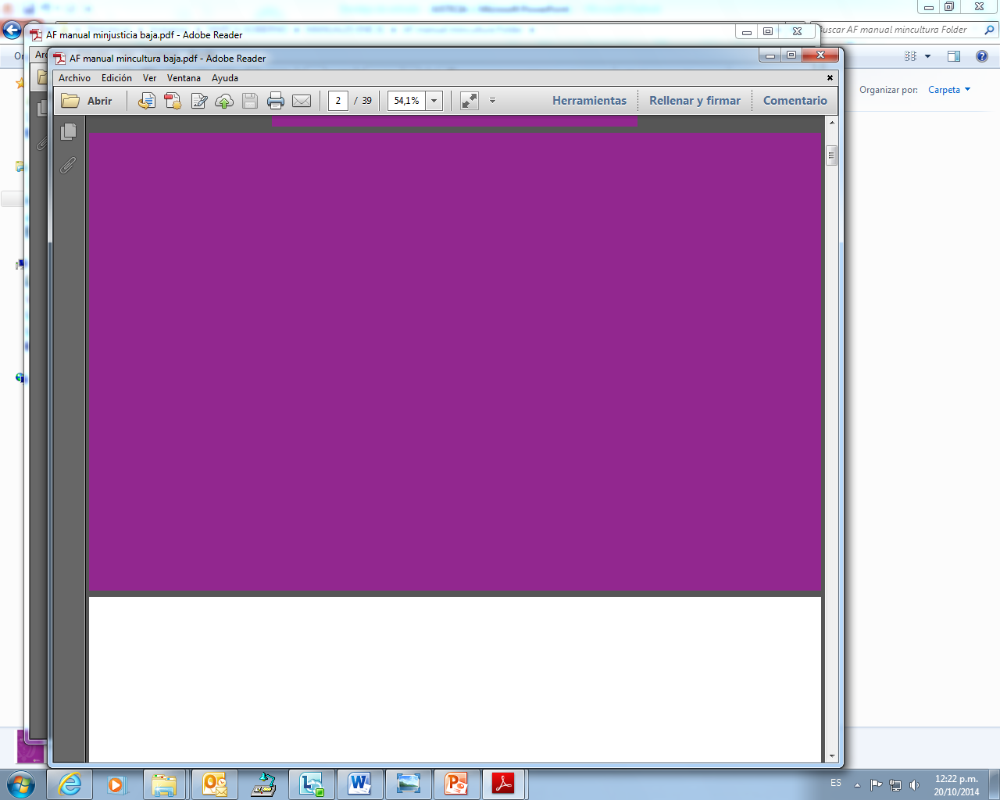 AF manual minjusticia baja.pdf - Adobe Reader
Buscar AF manual mincultura Folder
AF manual mincultura baja.pdf - Adobe Reader
Archivo Edición Ver Ventana Ayuda
Abrir 2 / 39 54,1% Herramientas Rellenar y firmar Comentario
Organizar por: Carpeta
ES 12:22 p.m.
20/10/2014